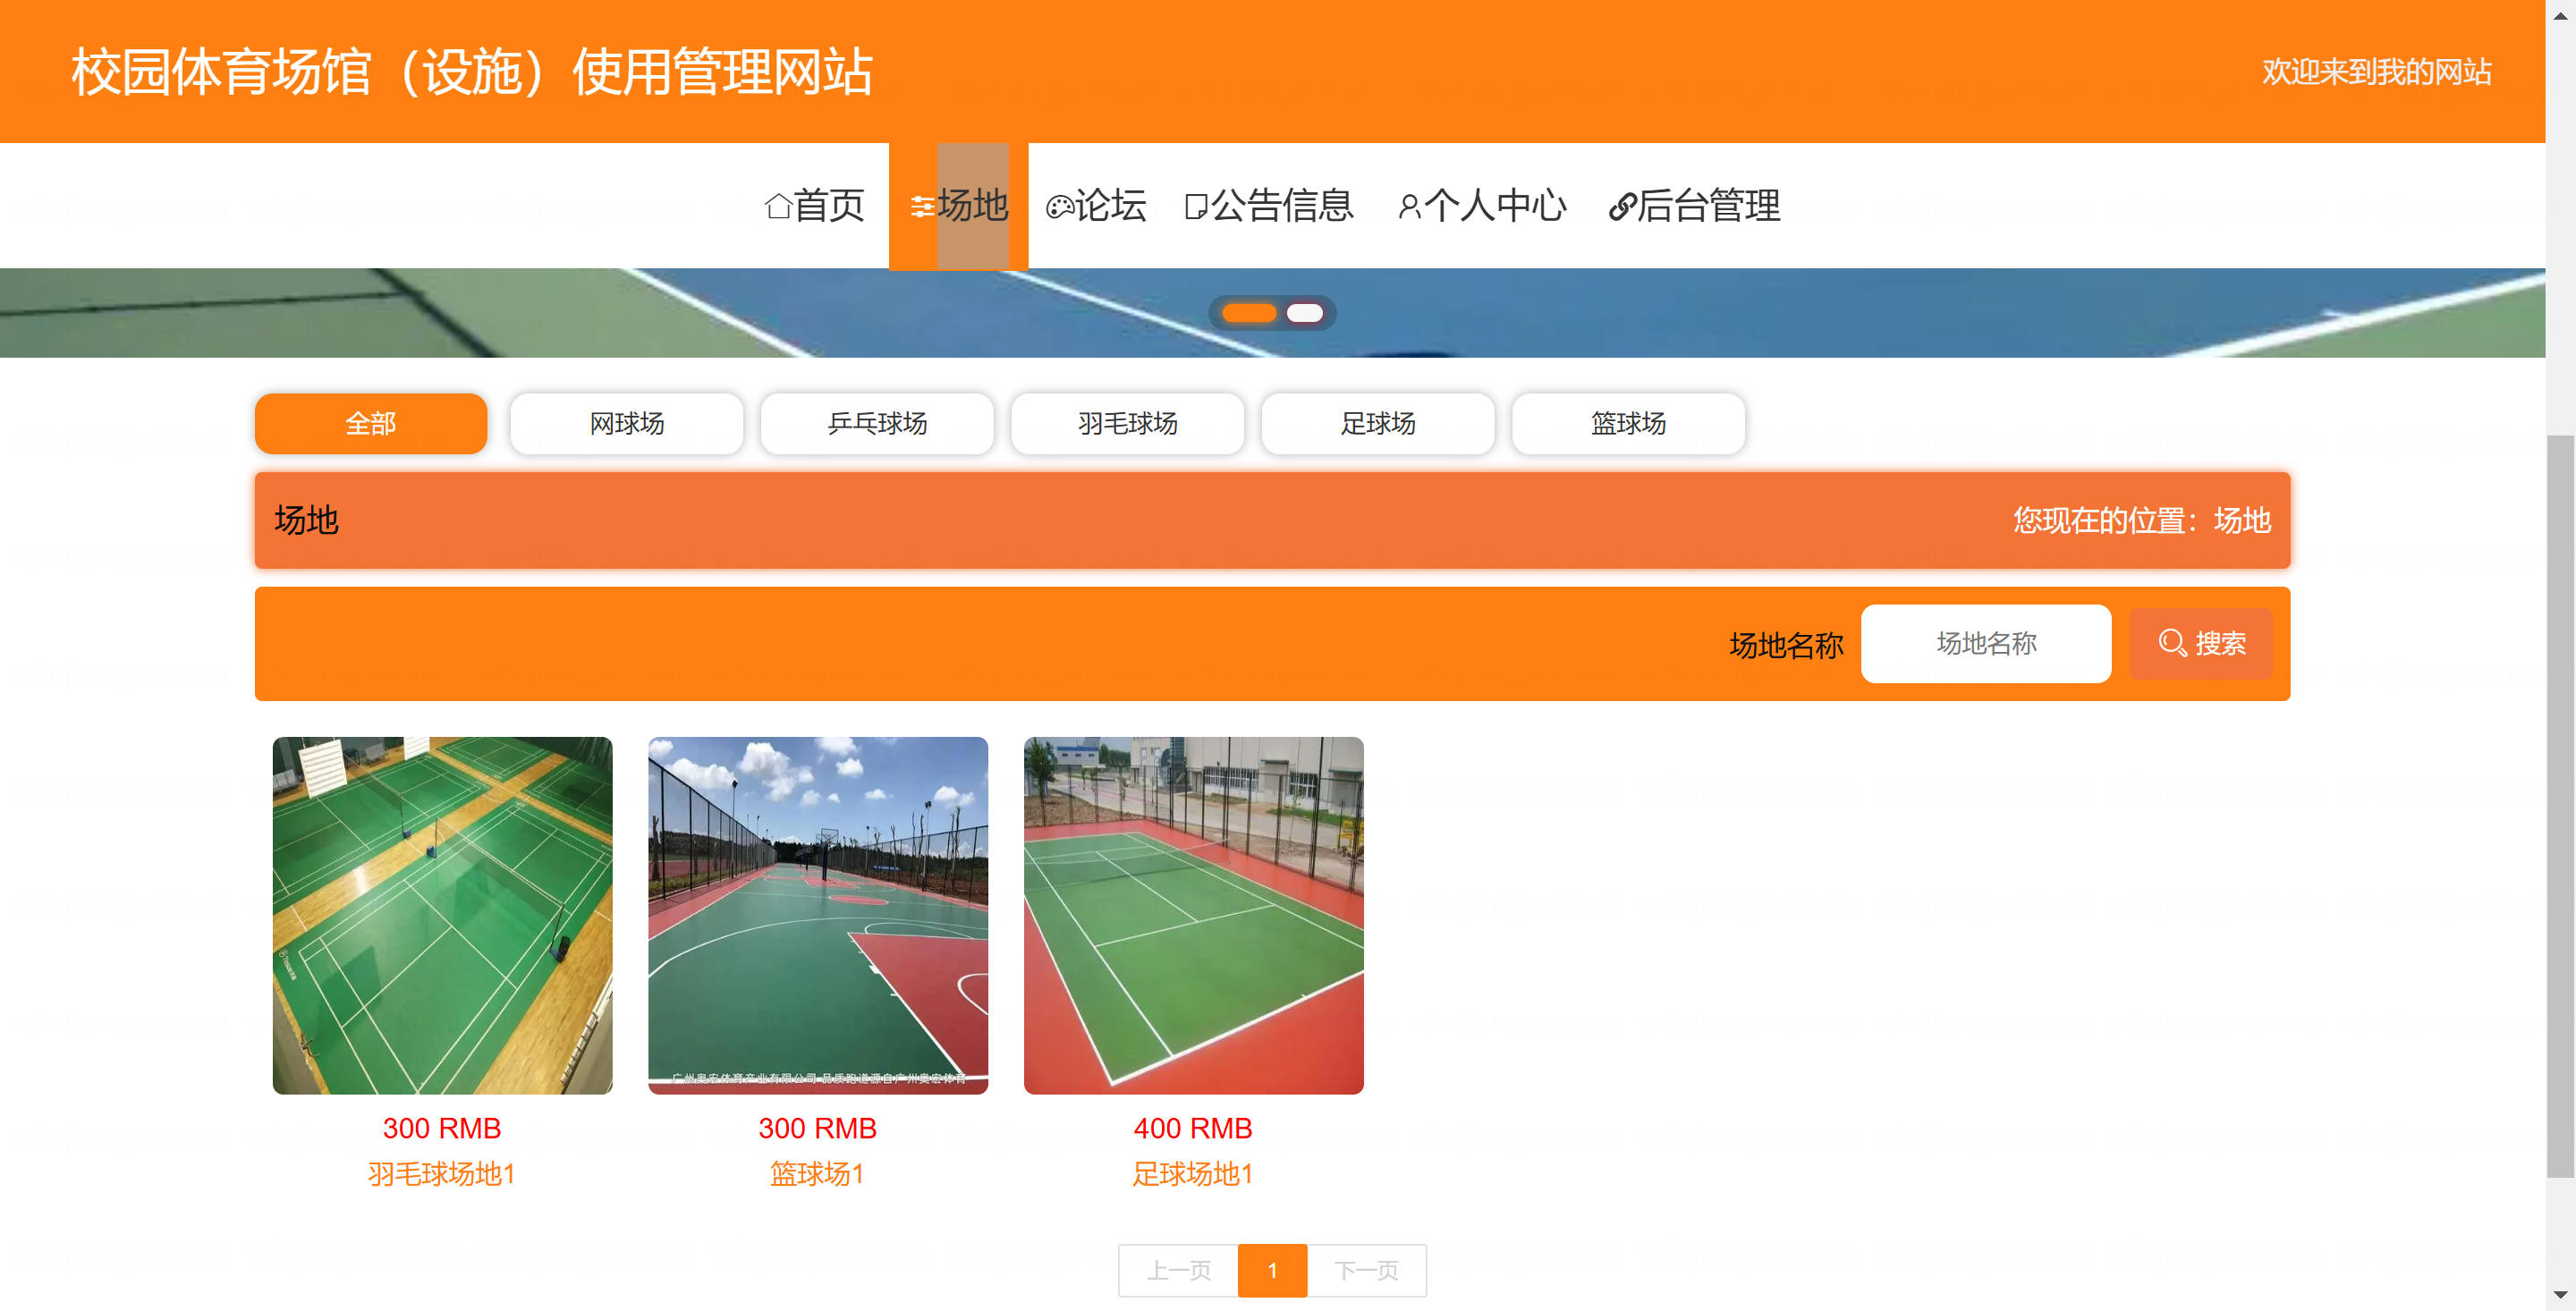 校园体育场馆（设施）使用管理网站
欢迎来到我的网站
首页 场地 论坛 公告信息 个人中心 后台管理
全部 网球场 乒乓球场 羽毛球场 足球场 篮球场
场地
您现在的位置：场地
场地名称 场地名称 搜索
广州奥宏体育产业有限公司 品质跑道源自广州奥宏体育
300 RMB
羽毛球场地1
300 RMB
篮球场1
400 RMB
足球场地1
上一页 1 下一页